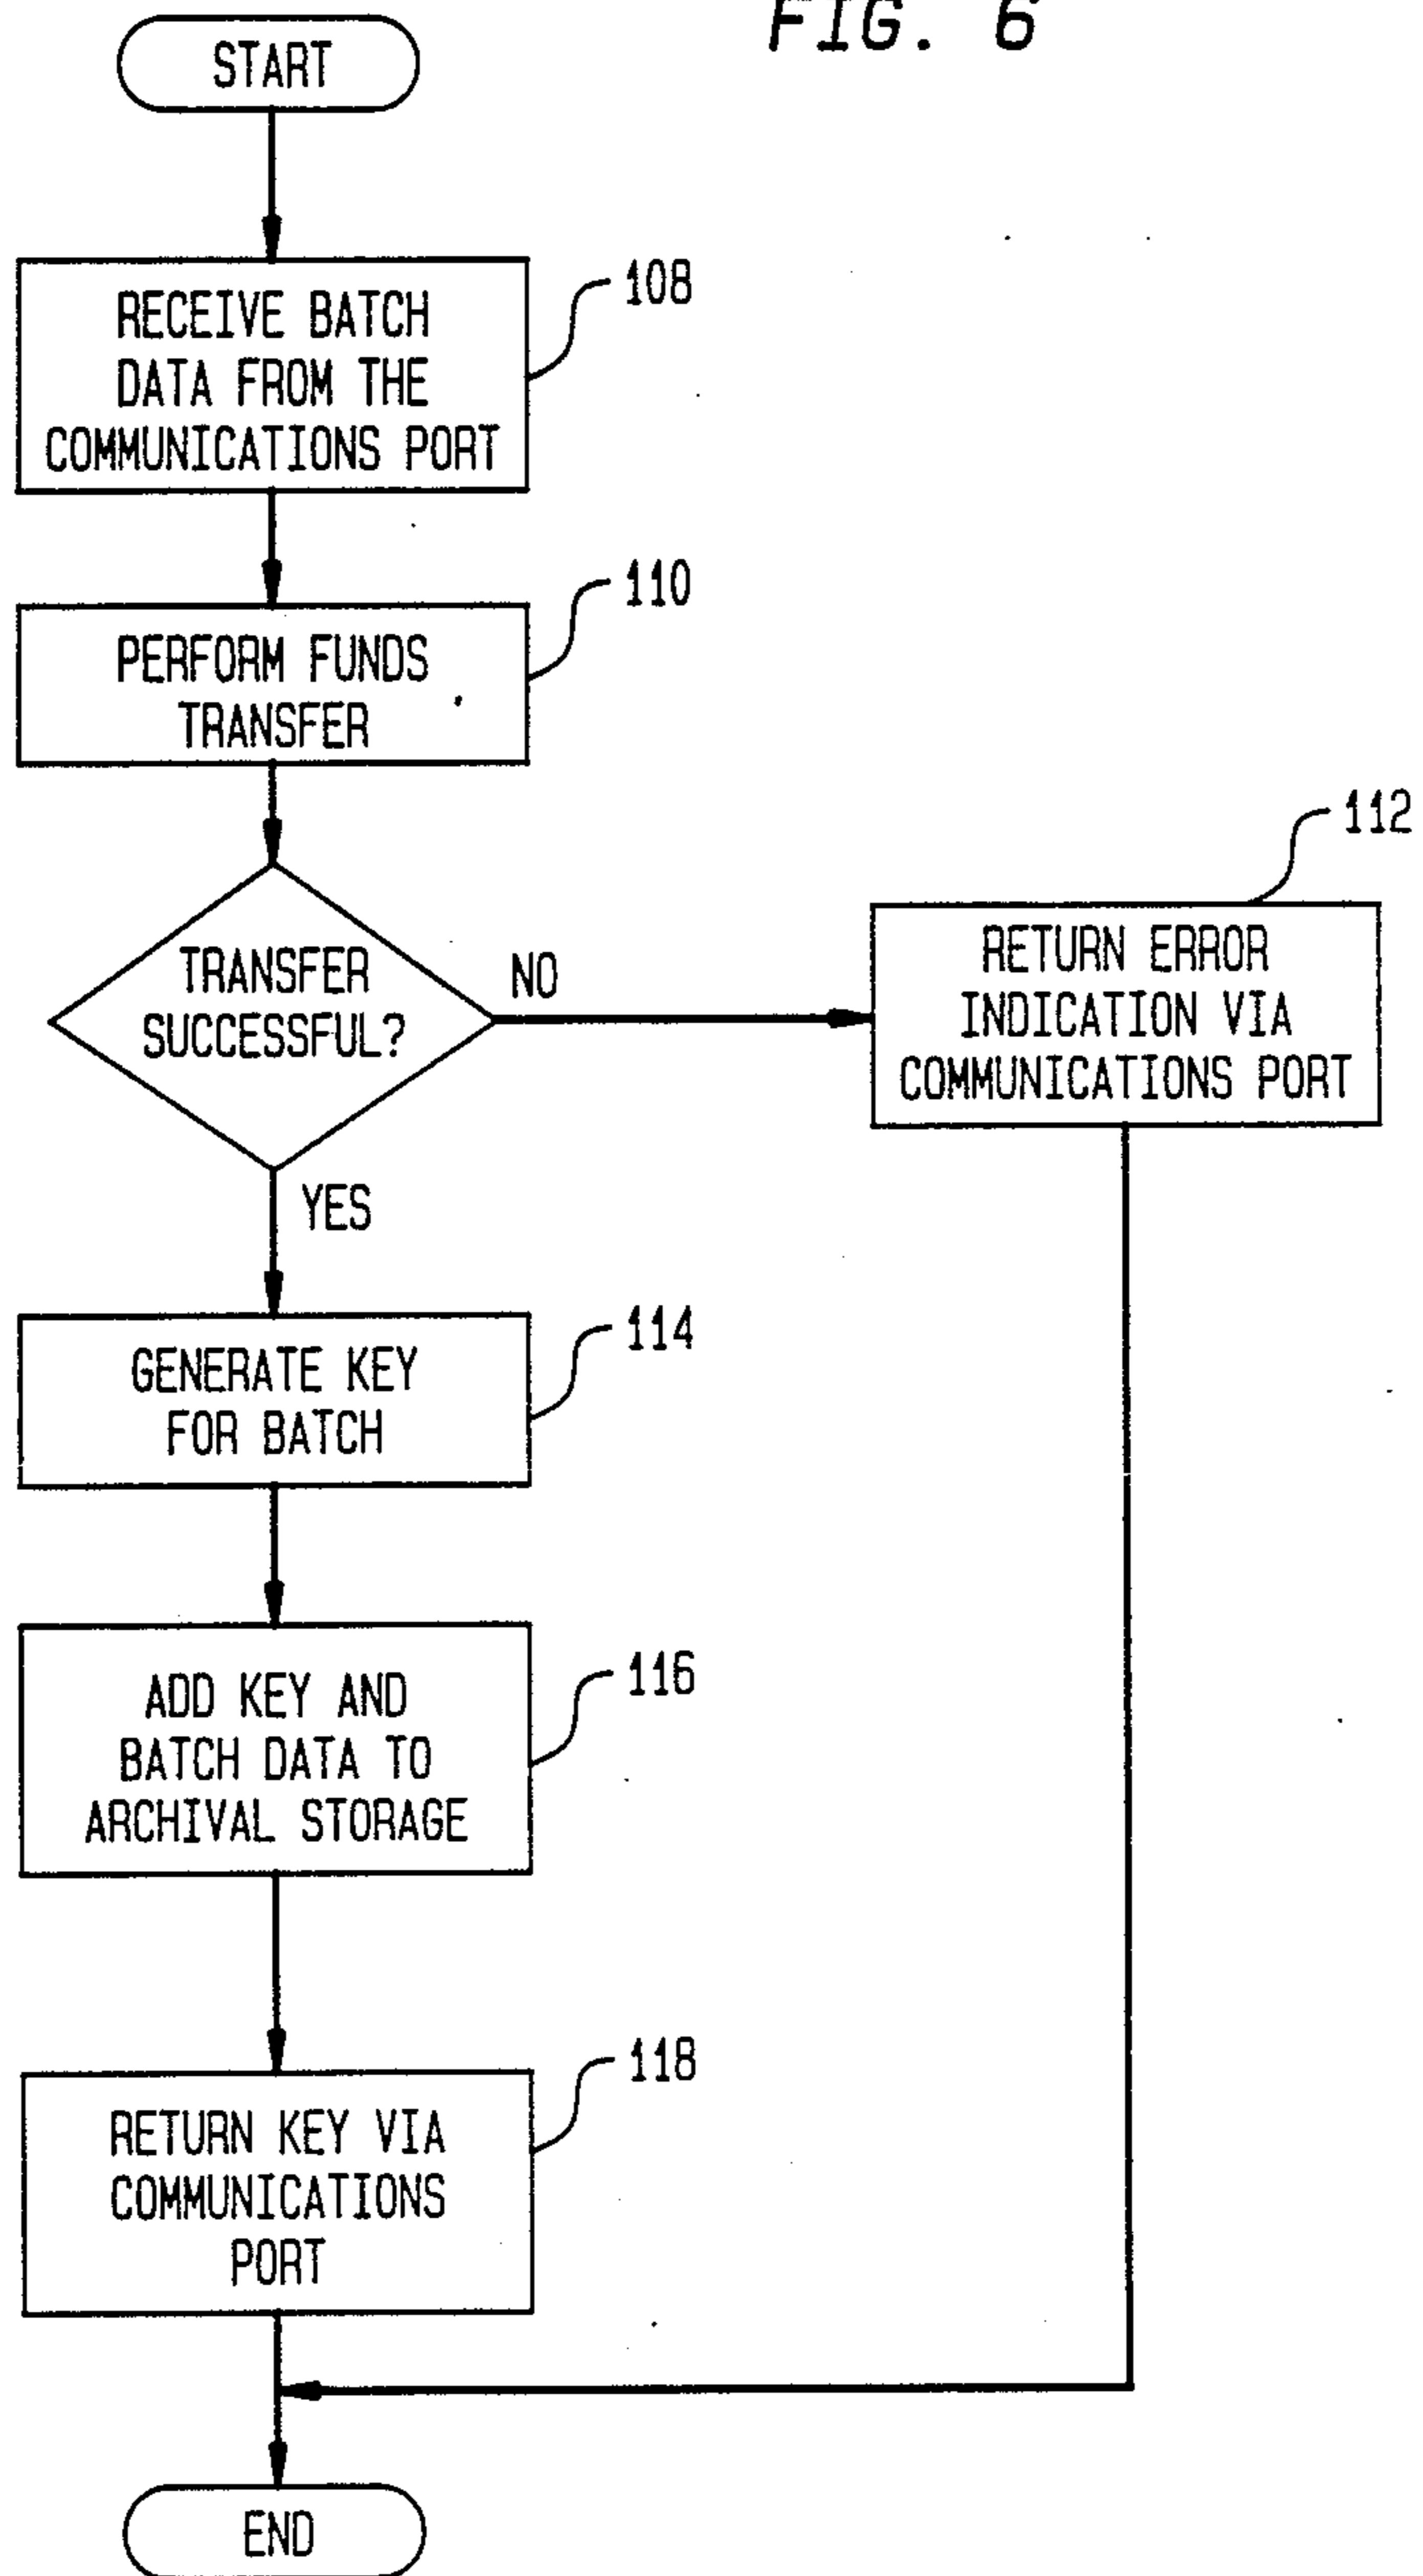 FIG. 6
START
RECEIVE BATCH
DATA FROM THE
COMMUNICATIONS PORT
108
PERFORM FUNDS
TRANSFER
110
TRANSFER
SUCCESSFUL?
NO
RETURN ERROR
INDICATION VIA
COMMUNICATIONS PORT
112
YES
GENERATE KEY
FOR BATCH
114
ADD KEY AND
BATCH DATA TO
ARCHIVAL STORAGE
116
RETURN KEY VIA
COMMUNICATIONS
PORT
118
END